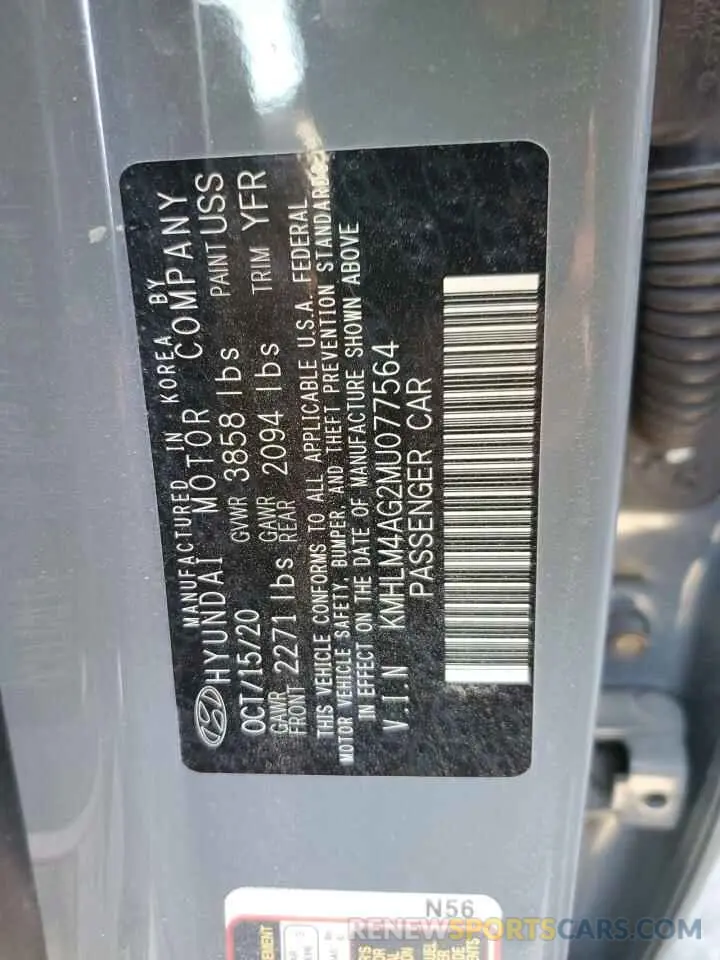 MANUFACTURED IN KOREA BY
HYUNDAI MOTOR COMPANY
OCT/15/20 GVWR 3858 lbs PAINT USS
GAWR FRONT 2271 lbs GAWR REAR 2094 lbs TRIM YFR
THIS VEHICLE CONFORMS TO ALL APPLICABLE U.S.A. FEDERAL
MOTOR VEHICLE SAFETY, BUMPER, AND THEFT PREVENTION STANDARDS
IN EFFECT ON THE DATE OF MANUFACTURE SHOWN ABOVE
V.I.N KMHLM4AG2MU077564
PASSENGER CAR
N56
RENEWSPORTSCARS.COM